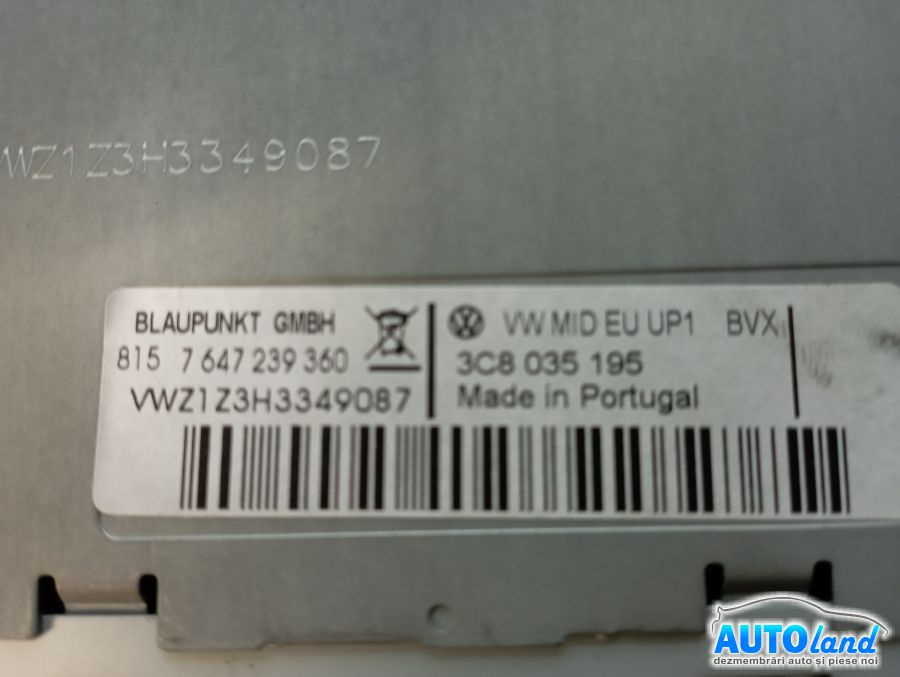 VWZ1Z3H3349087
BLAUPUNKT GMBH
815 7 647 239 360
VWZ1Z3H3349087
VW MID EU UP1 BVX
3C8 035 195
Made in Portugal
AUTOland
dezmembrări auto și piese noi